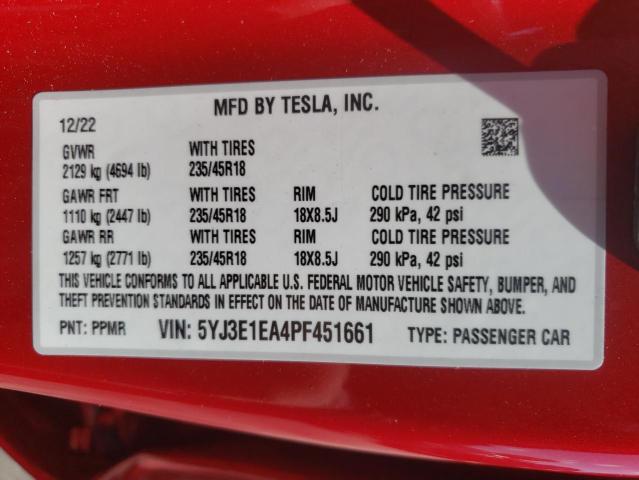 MFD BY TESLA, INC.
12/22
GVWR WITH TIRES
2129 kg (4694 lb) 235/45R18
GAWR FRT WITH TIRES RIM COLD TIRE PRESSURE
1110 kg (2447 lb) 235/45R18 18X8.5J 290 kPa, 42 psi
GAWR RR WITH TIRES RIM COLD TIRE PRESSURE
1257 kg (2771 lb) 235/45R18 18X8.5J 290 kPa, 42 psi
THIS VEHICLE CONFORMS TO ALL APPLICABLE U.S. FEDERAL MOTOR VEHICLE SAFETY, BUMPER, AND
THEFT PREVENTION STANDARDS IN EFFECT ON THE DATE OF MANUFACTURE SHOWN ABOVE.
PNT: PPMR VIN: 5YJ3E1EA4PF451661 TYPE: PASSENGER CAR